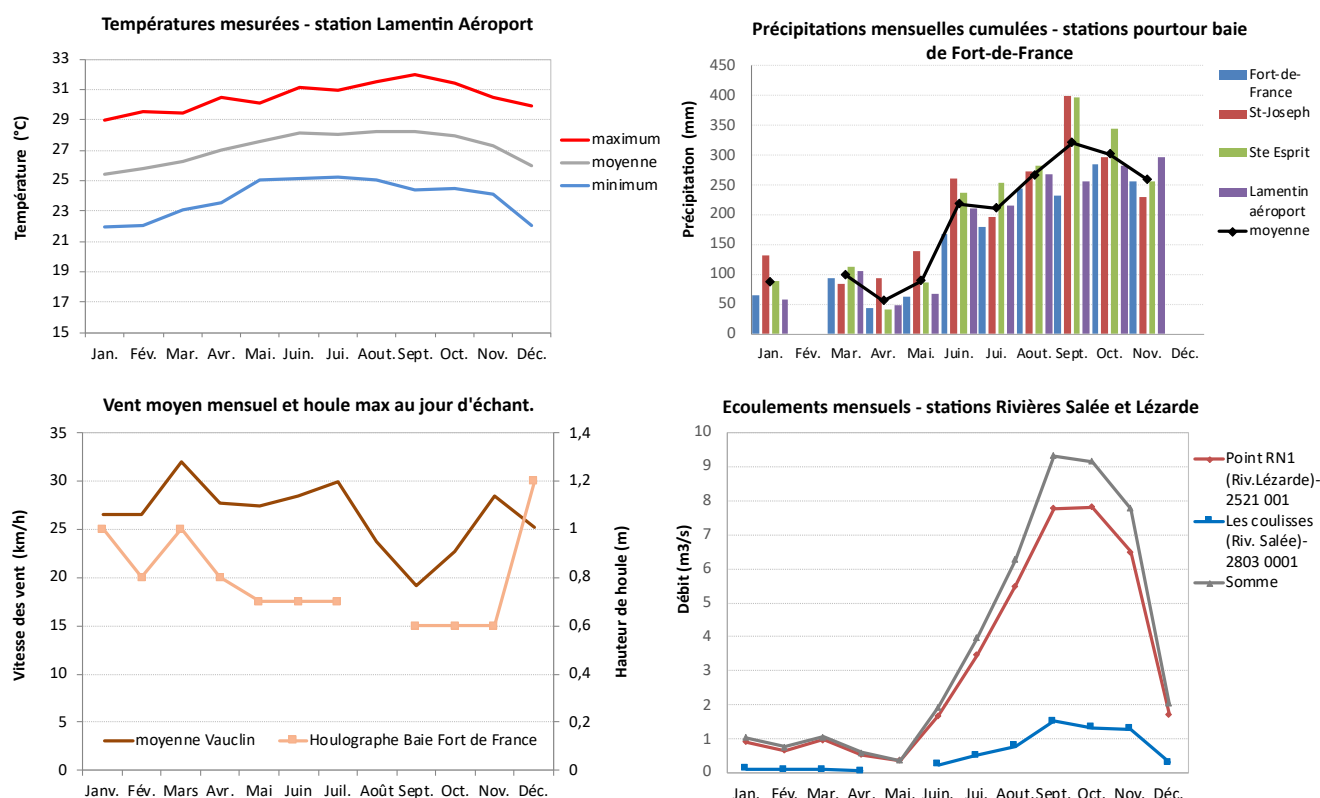 Températures mesurées - station Lamentin Aéroport
33
31
29
27
25
23
21
19
17
15
Température (°C)
Jan. Fév. Mar. Avr. Mai. Juin. Jui. Aout. Sept. Oct. Nov. Déc.
maximum
moyenne
minimum
Précipitations mensuelles cumulées - stations pourtour baie
de Fort-de-France
450
400
350
300
250
200
150
100
50
0
Précipitation (mm)
Jan. Fév. Mar. Avr. Mai. Juin. Jui. Aout. Sept. Oct. Nov. Déc.
Fort-de-
France
St-Joseph
Ste Esprit
Lamentin
aéroport
moyenne
Vent moyen mensuel et houle max au jour d'échant.
35
30
25
20
15
10
5
0
Vitesse des vent (km/h)
1,4
1,2
1
0,8
0,6
0,4
0,2
0
Hauteur de houle (m)
moyenne Vauclin
Houlographe Baie Fort de France
Janv. Fév. Mars Avr. Mai Juin Juil. Août Sept. Oct. Nov. Déc.
Ecoulements mensuels - stations Rivières Salée et Lézarde
10
9
8
7
6
5
4
3
2
1
0
Débit (m3/s)
Jan. Fév. Mar. Avr. Mai. Juin. Jui. Aout. Sept. Oct. Nov. Déc.
Point RN1
(Riv.Lézarde)-
2521 001
Les coulisses
(Riv. Salée)-
2803 0001
Somme